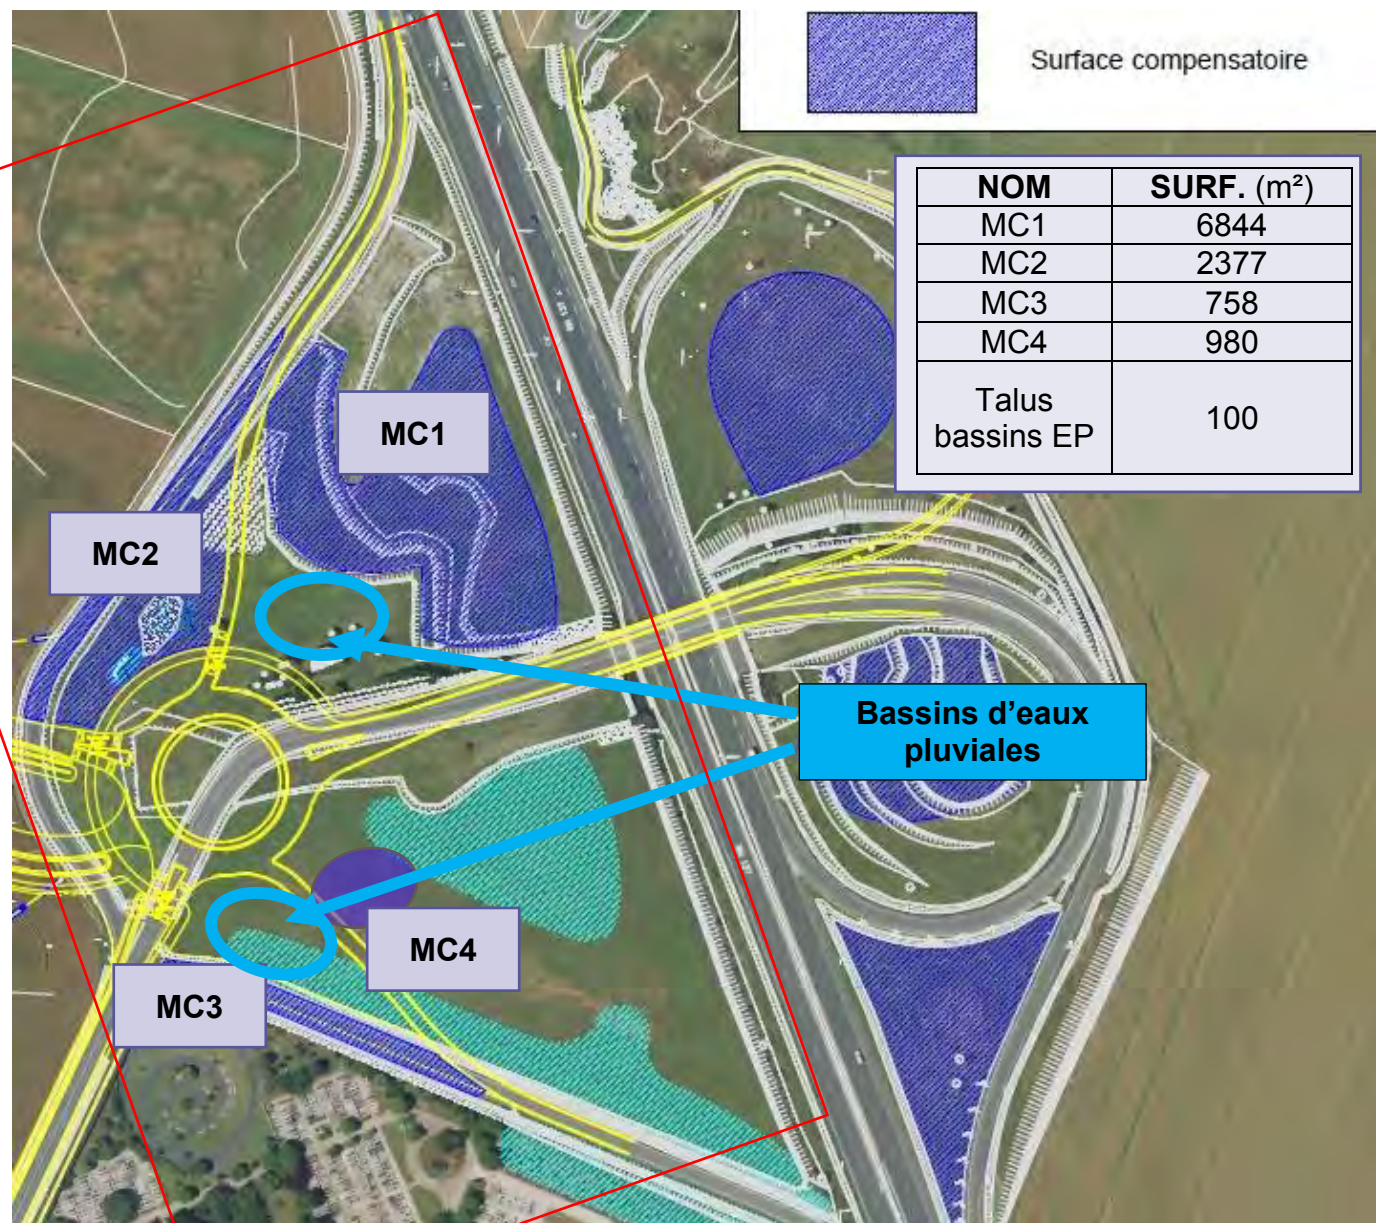 Surface compensatoire
NOM SURF. (m²)
MC1 6844
MC2 2377
MC3 758
MC4 980
Talus
bassins EP 100
MC1
MC2
Bassins d'eaux
pluviales
MC4
MC3